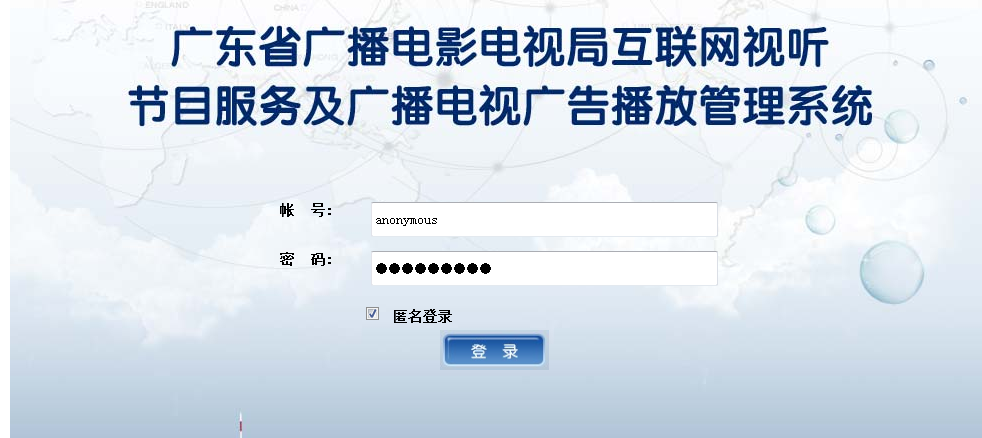 ENGLAND
CHINA
广东省广播电影电视局互联网视听
节目服务及广播电视广告播放管理系统
帐 号:
anonymous
密 码:
●●●●●●●●●
匿名登录
登 录